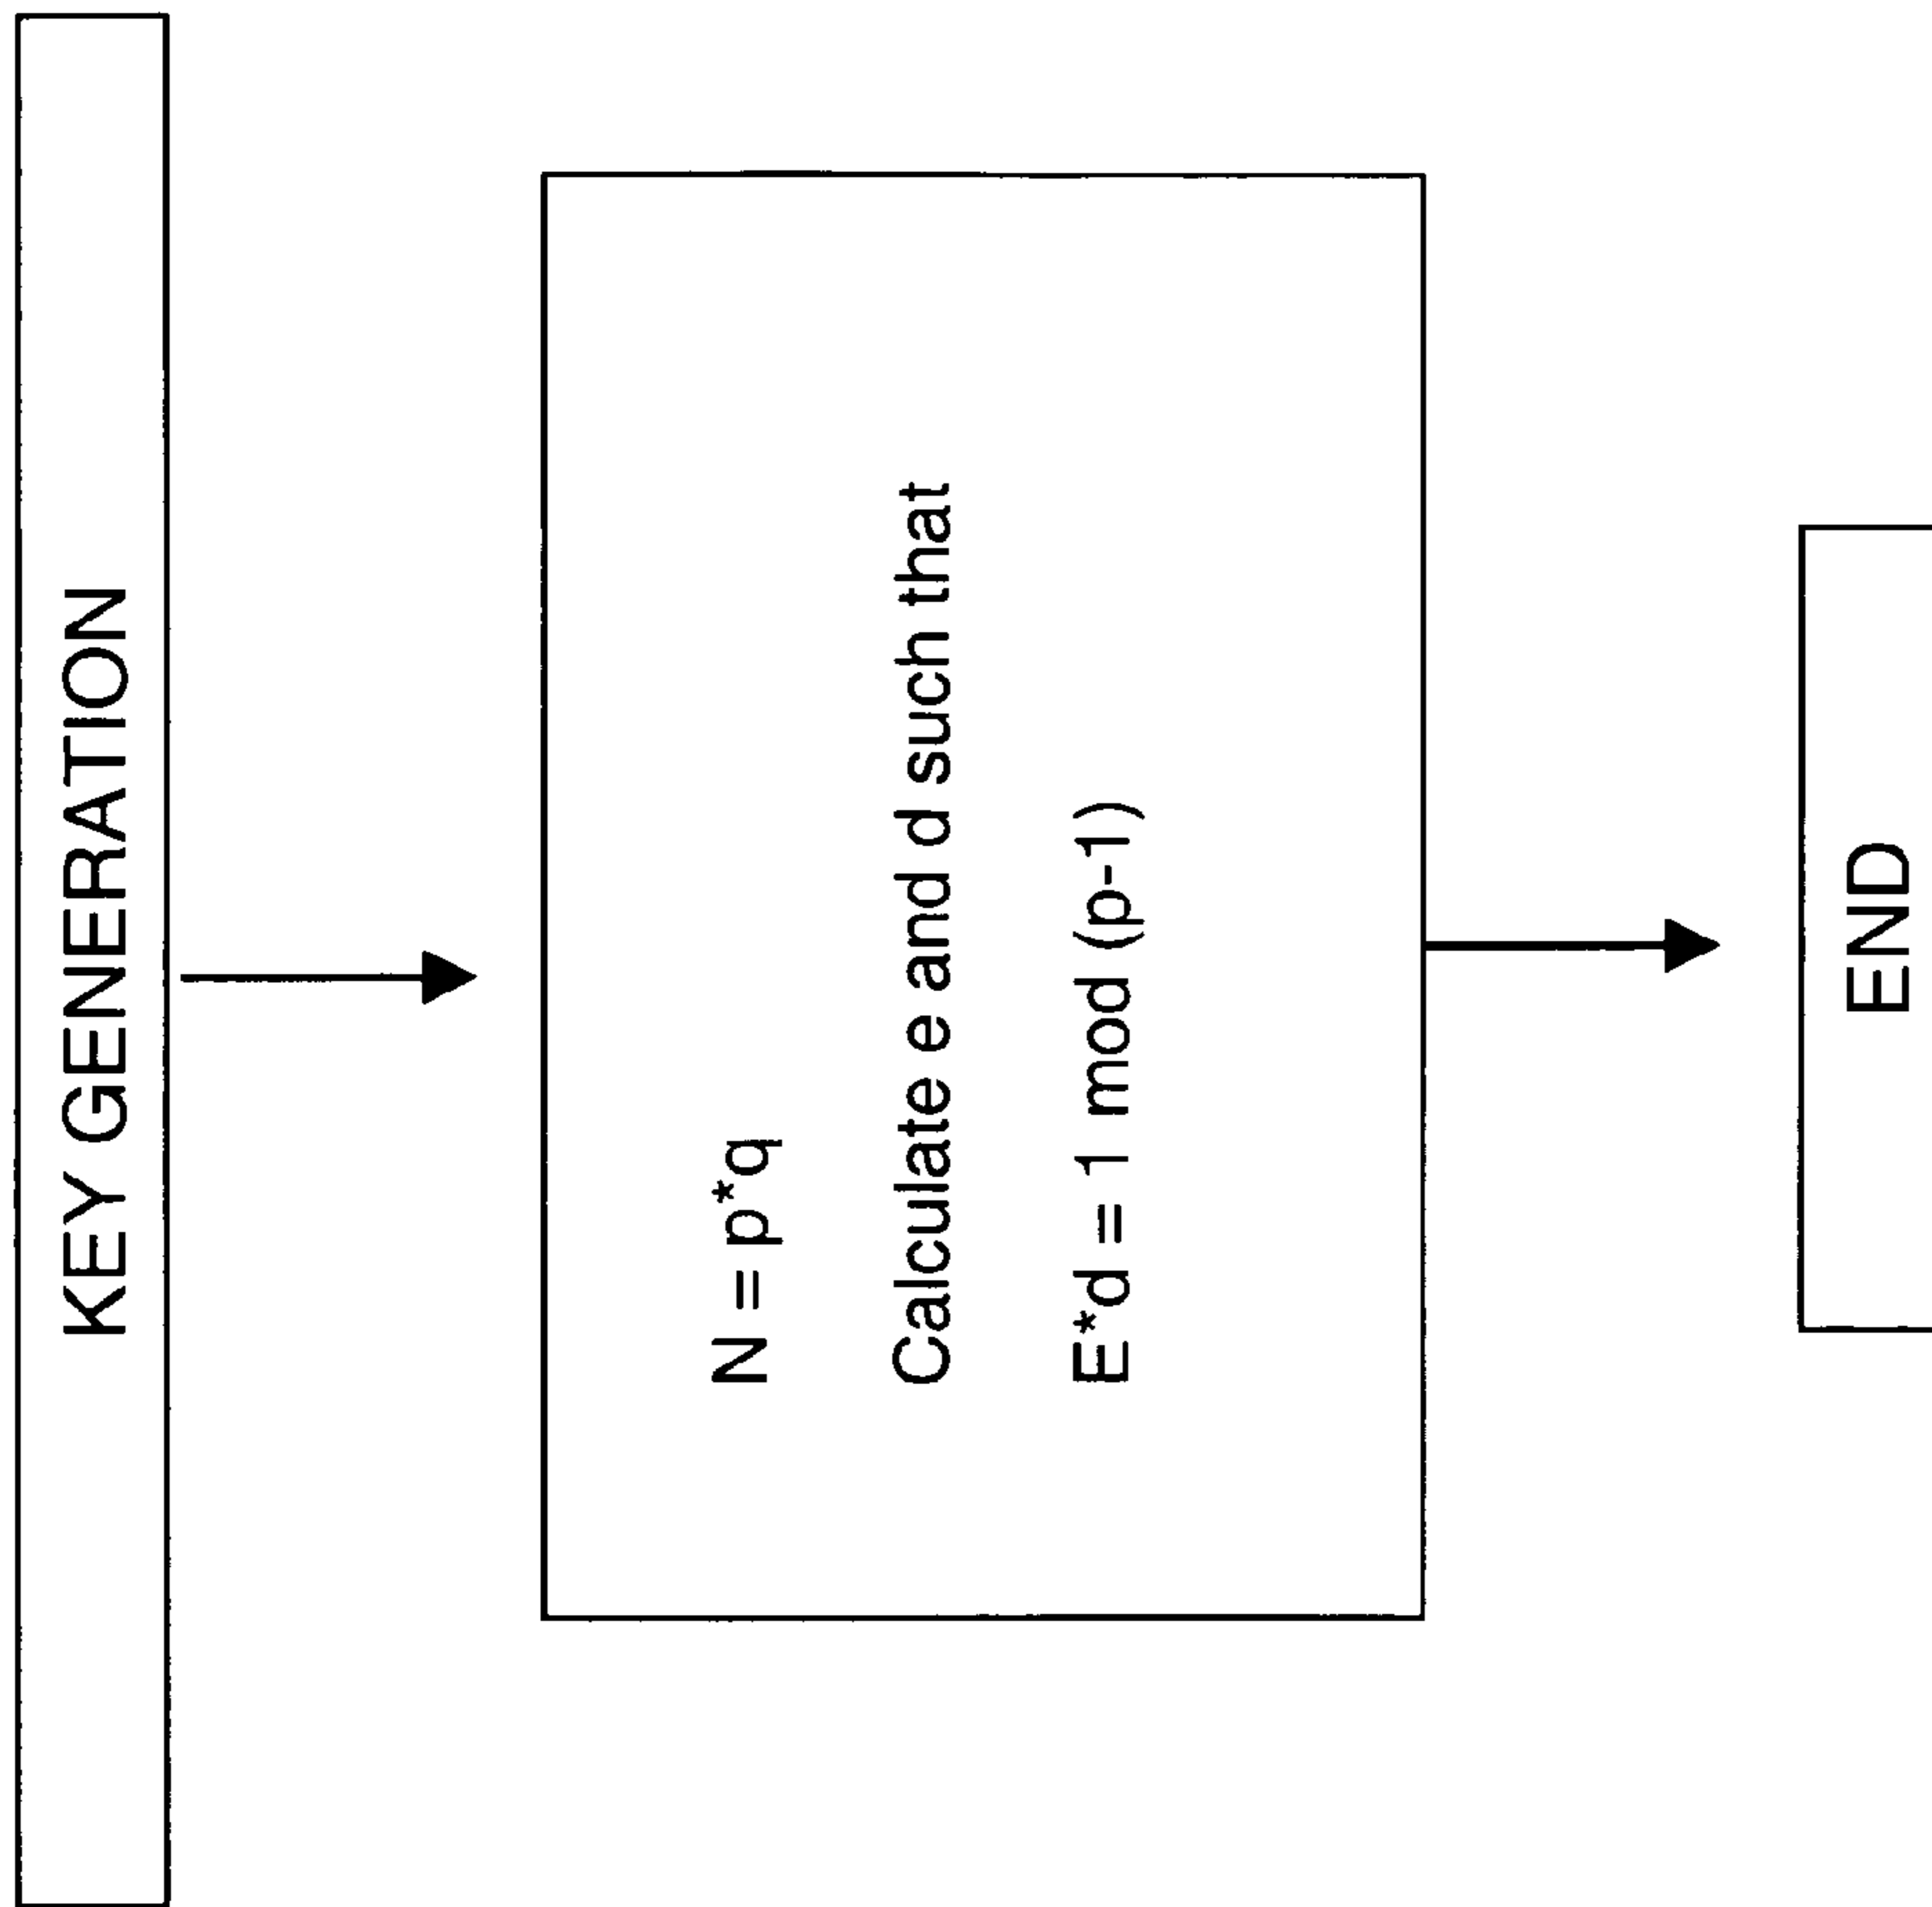 KEY GENERATION
N = p*q
Calculate e and d such that
E*d = 1 mod (p-1)
END